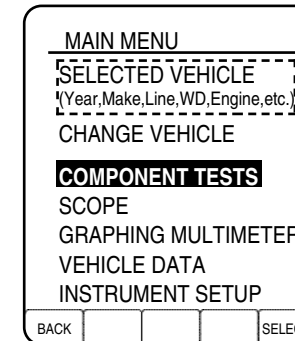 MAIN MENU
SELECTED VEHICLE
(Year,Make,Line,WD,Engine,etc.)
CHANGE VEHICLE
COMPONENT TESTS
SCOPE
GRAPHING MULTIMETER
VEHICLE DATA
INSTRUMENT SETUP
BACK SELEC